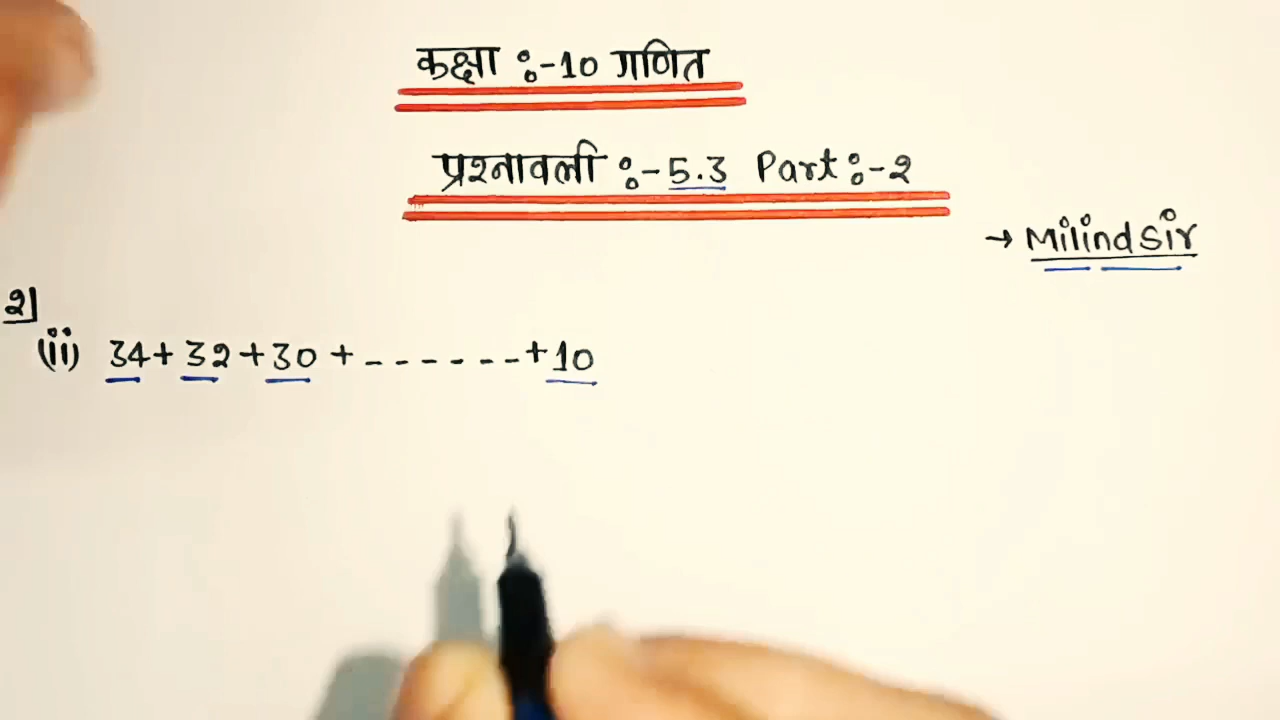 कक्षा :-10 गणित
प्रश्नावली :-5.3 Part:-2
→ Milind Sir
2]
(ii) 34+32+30+------+10